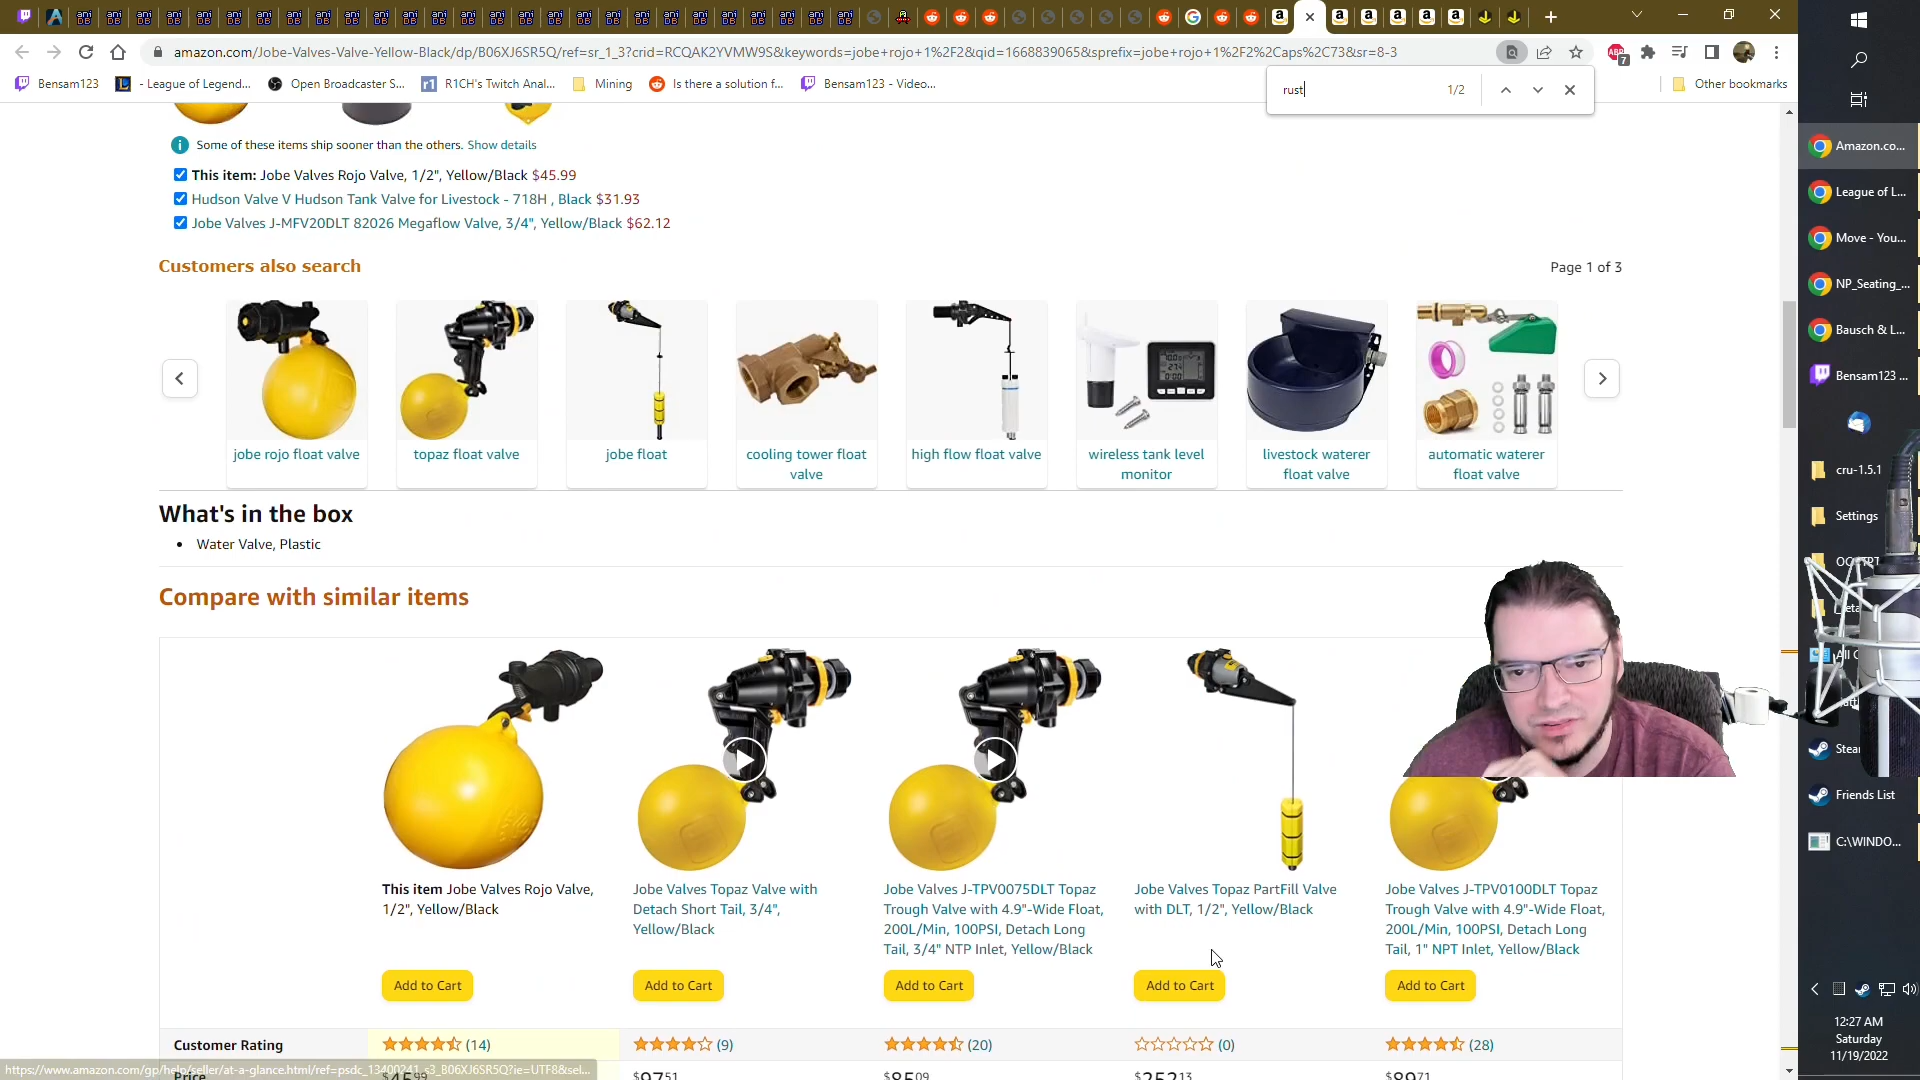 amazon.com/Jobe-Valves-Valve-Yellow-Black/dp/B06XJ6SR5Q/ref=sr_1_3?crid=RCQAK2YVMW9S&keywords=jobe+rojo+1%2F2&qid=1668839065&sprefix=jobe+rojo+1%2F2%2Caps%2C73&sr=8-3
7
Bensam123
- League of Legend...
Open Broadcaster S...
R1CH's Twitch Anal...
Mining
Is there a solution f...
Bensam123 - Video...
Other bookmarks
rust
1/2
Some of these items ship sooner than the others. Show details
This item: Jobe Valves Rojo Valve, 1/2", Yellow/Black $45.99
Hudson Valve V Hudson Tank Valve for Livestock - 718H , Black $31.93
Jobe Valves J-MFV20DLT 82026 Megaflow Valve, 3/4", Yellow/Black $62.12
Customers also search
Page 1 of 3
jobe rojo float valve
topaz float valve
jobe float
cooling tower float
valve
high flow float valve
wireless tank level
monitor
livestock waterer
float valve
automatic waterer
float valve
What's in the box
• Water Valve, Plastic
Compare with similar items
This item Jobe Valves Rojo Valve,
1/2", Yellow/Black
Jobe Valves Topaz Valve with
Detach Short Tail, 3/4",
Yellow/Black
Jobe Valves J-TPV0075DLT Topaz
Trough Valve with 4.9"-Wide Float,
200L/Min, 100PSI, Detach Long
Tail, 3/4" NTP Inlet, Yellow/Black
Jobe Valves Topaz PartFill Valve
with DLT, 1/2", Yellow/Black
Jobe Valves J-TPV0100DLT Topaz
Trough Valve with 4.9"-Wide Float,
200L/Min, 100PSI, Detach Long
Tail, 1" NPT Inlet, Yellow/Black
Add to Cart
Add to Cart
Add to Cart
Add to Cart
Add to Cart
Customer Rating
(14)
(9)
(20)
(0)
(28)
Price
$45.99
$97.51
$85.09
$252.13
$89.71
https://www.amazon.com/gp/help/seller/at-a-glance.html/ref=psdc_13400241_s3_B06XJ6SR5Q?ie=UTF8&sel...
Amazon.co...
League of L...
Move - You...
NP_Seating_...
Bausch & L...
Bensam123 ...
cru-1.5.1
Settings
All C
Stea
Friends List
C:\WINDO...
12:27 AM
Saturday
11/19/2022